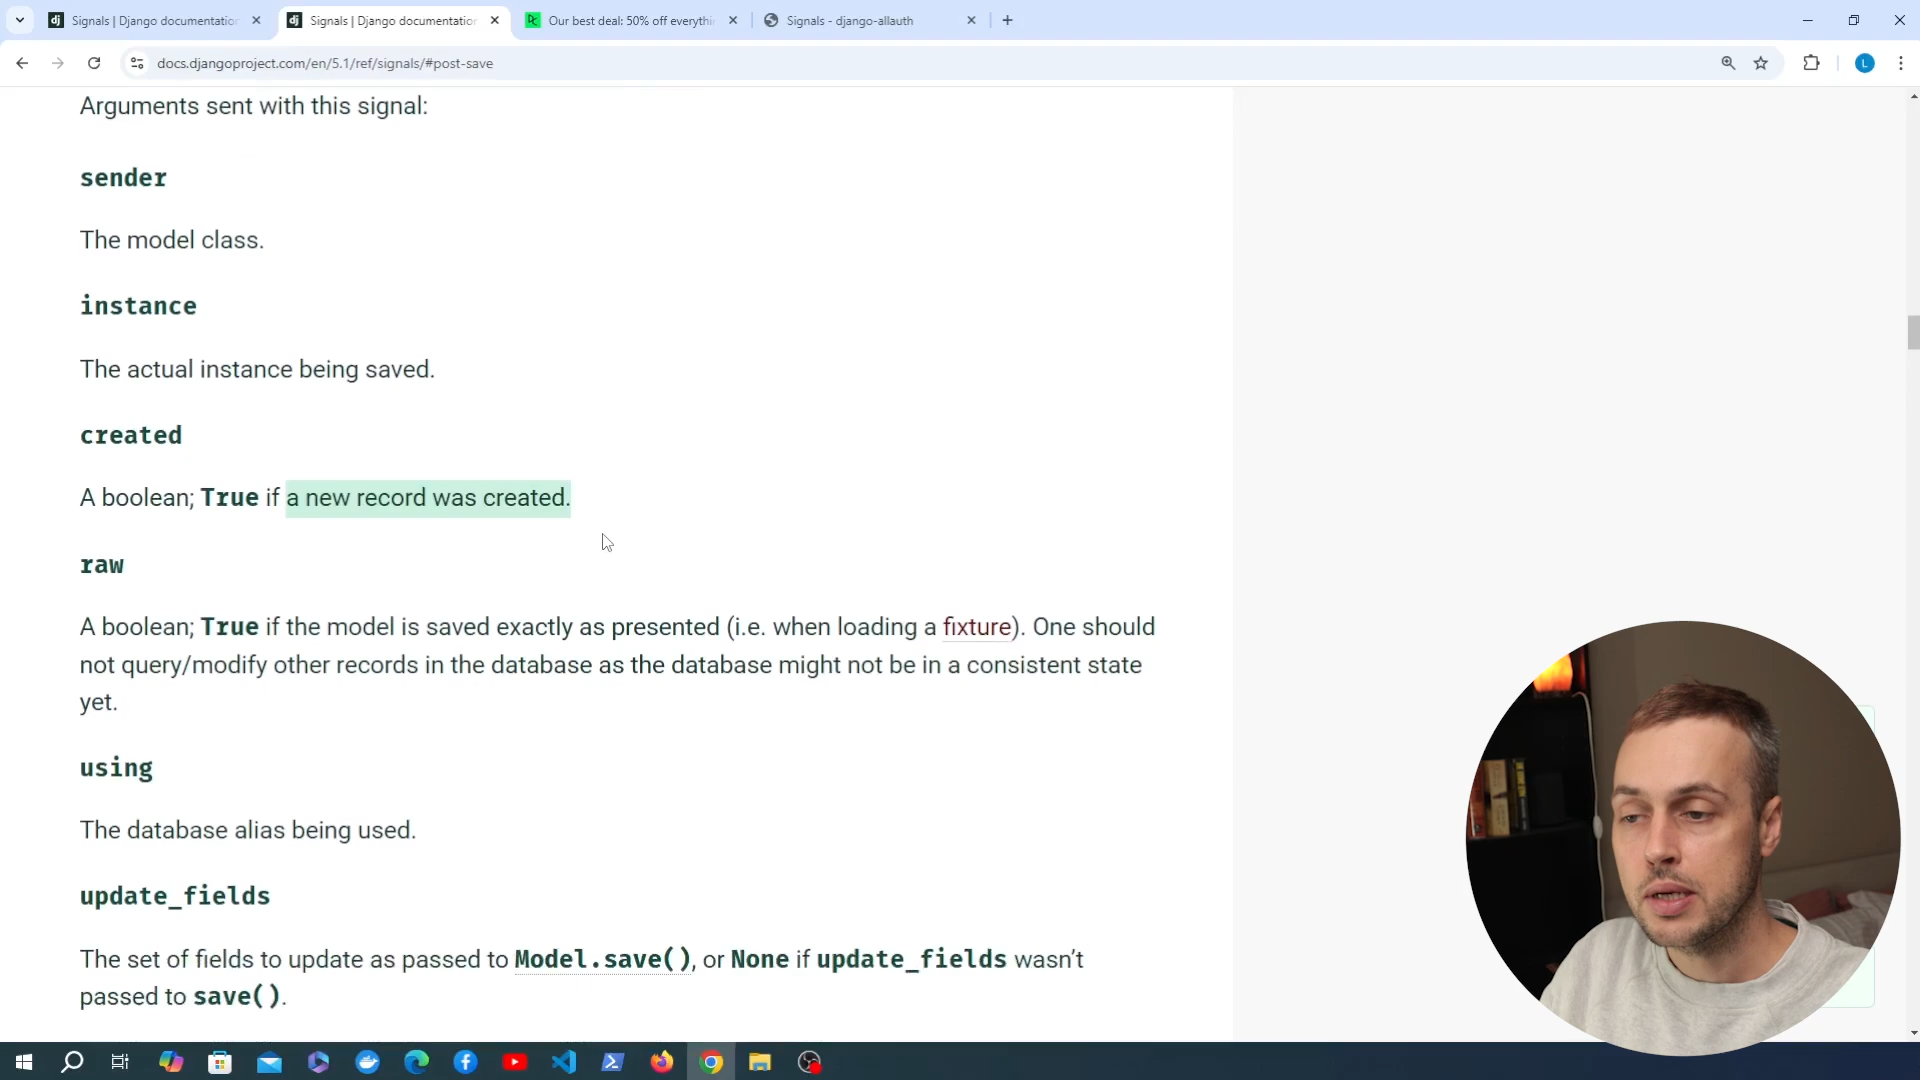 Signals | Django documentatio
Signals | Django documentatio
Our best deal: 50% off everythi
Signals - django-allauth
docs.djangoproject.com/en/5.1/ref/signals/#post-save
L
Arguments sent with this signal:
sender
The model class.
instance
The actual instance being saved.
created
A boolean; True if a new record was created.
raw
A boolean; True if the model is saved exactly as presented (i.e. when loading a fixture). One should
not query/modify other records in the database as the database might not be in a consistent state
yet.
using
The database alias being used.
update_fields
The set of fields to update as passed to Model.save(), or None if update_fields wasn’t
passed to save().